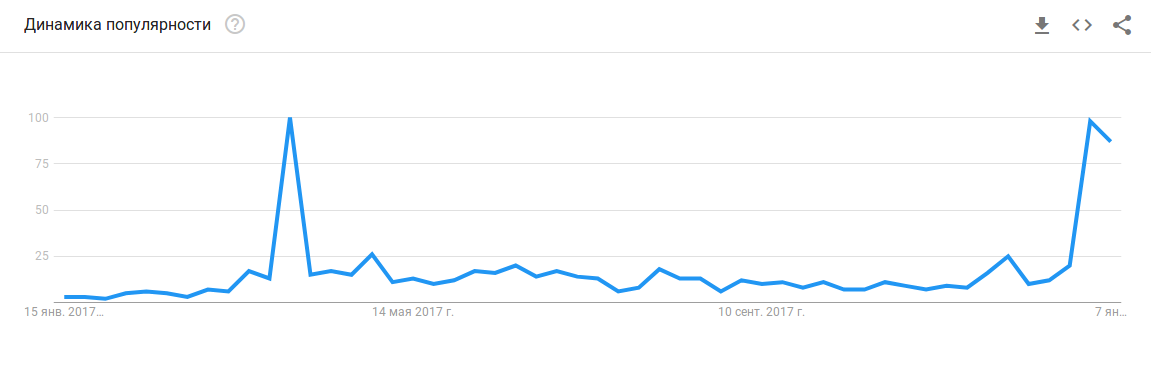 Динамика популярности ?
100
75
50
25
15 янв. 2017…
14 мая 2017 г.
10 сент. 2017 г.
7 ян…